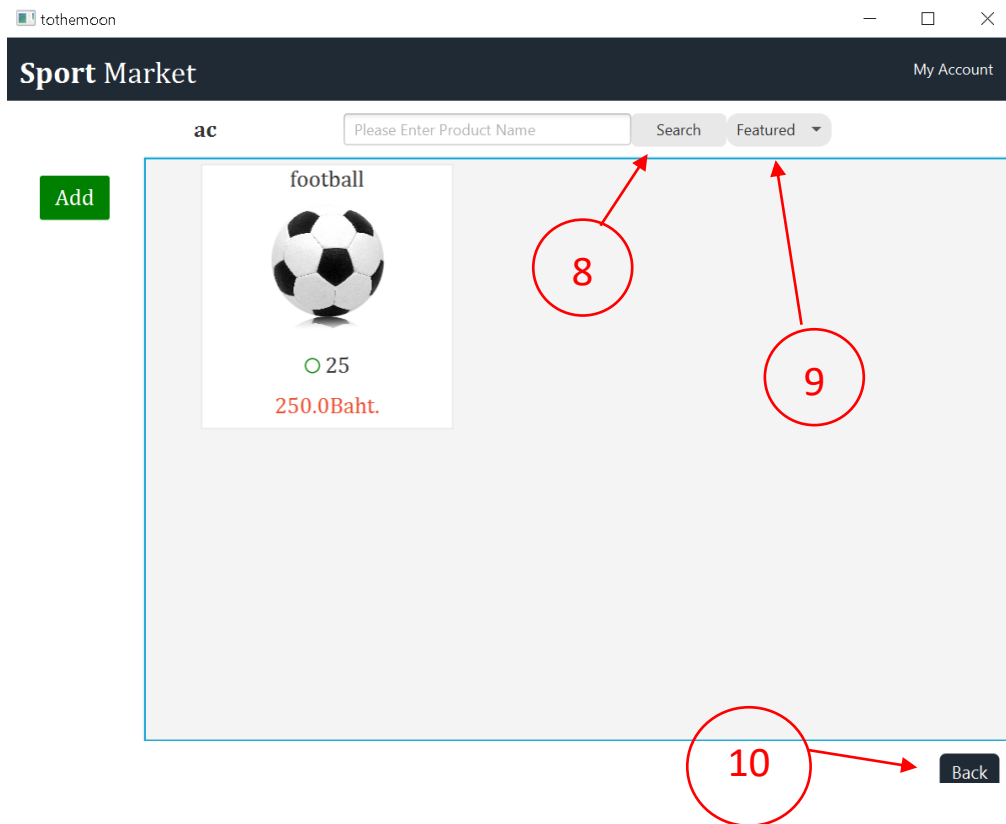 tothemoon
Sport Market
My Account
ac
Please Enter Product Name
Search
Featured
Add
football
8
25
9
250.0Baht.
10
Back